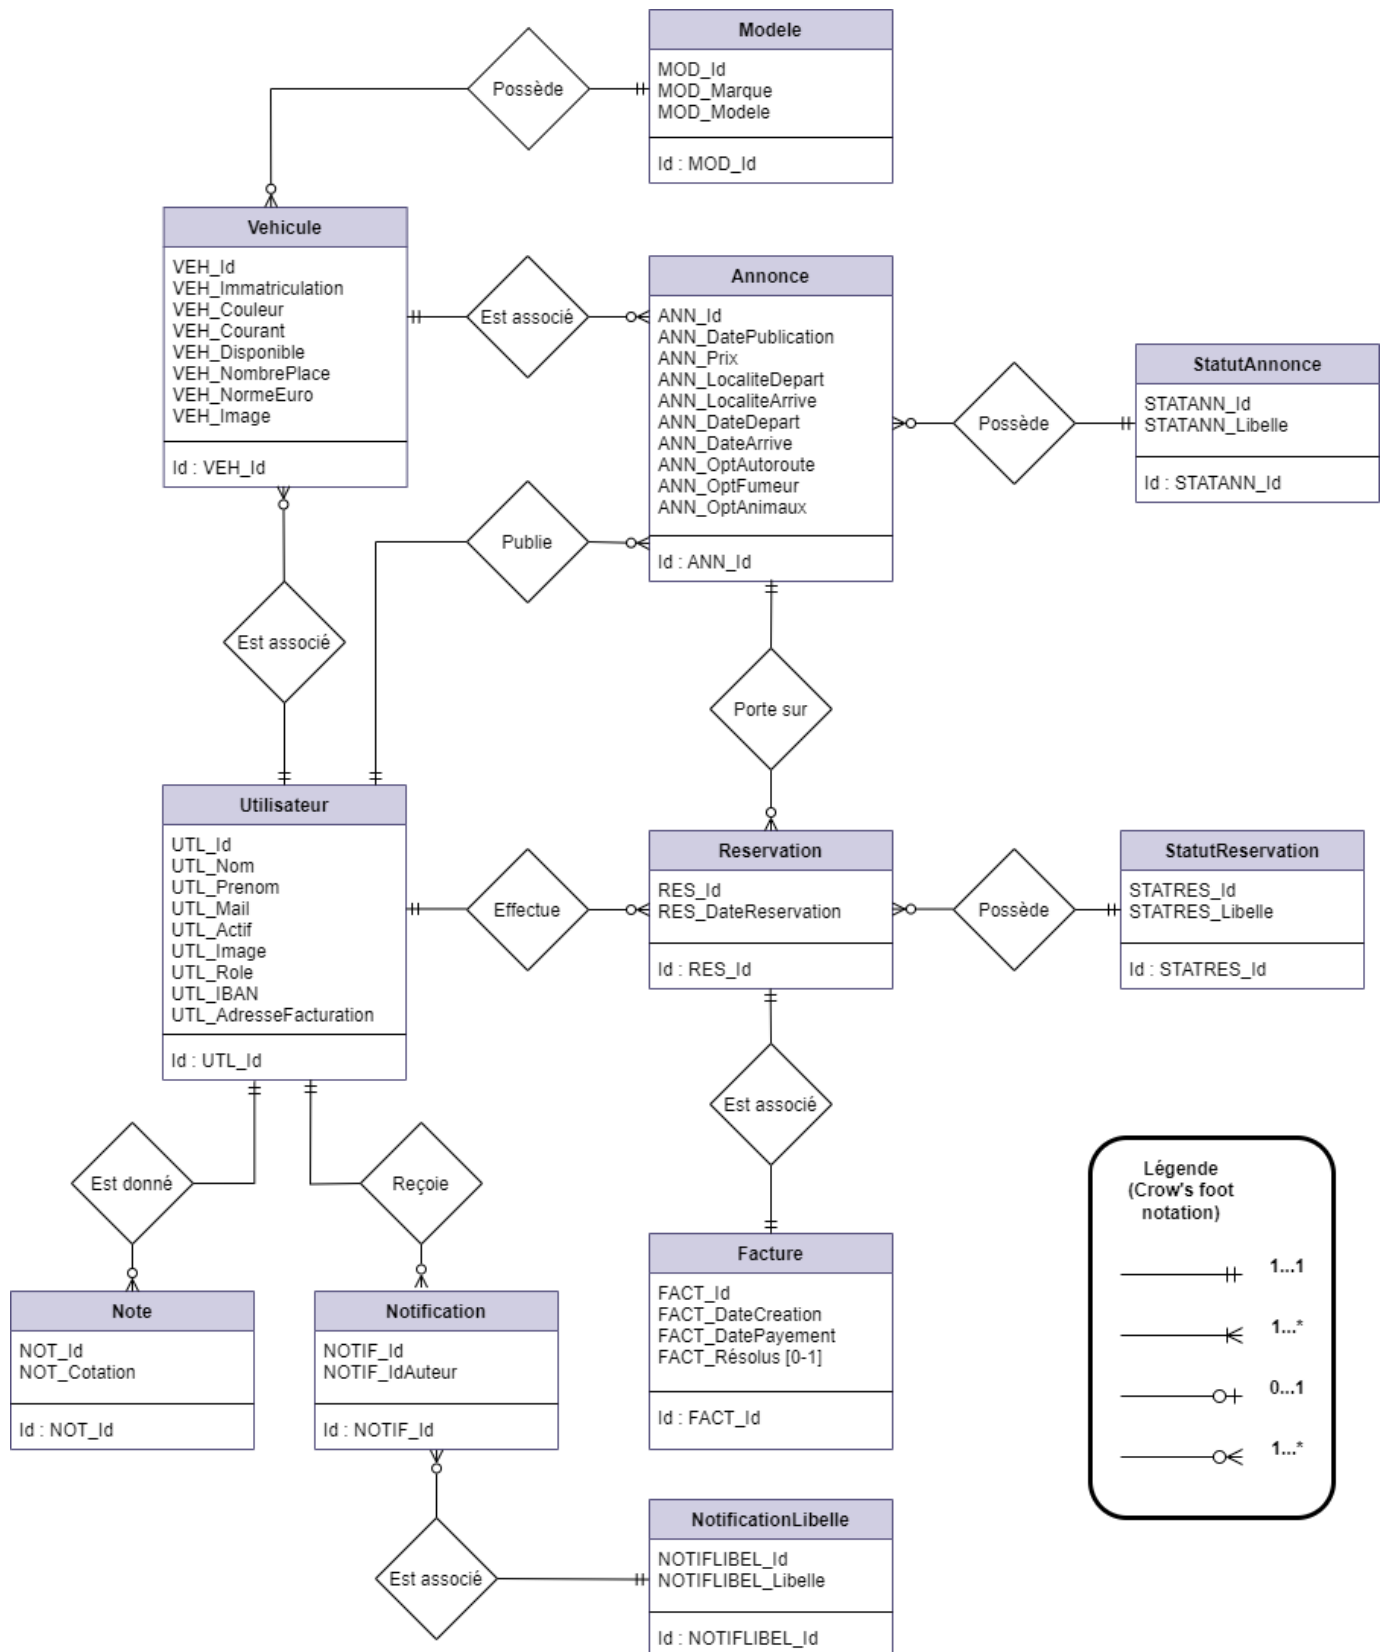 Modele
MOD_Id
MOD_Marque
MOD_Modele
Id : MOD_Id
Possède
Vehicule
VEH_Id
VEH_Immatriculation
VEH_Couleur
VEH_Courant
VEH_Disponible
VEH_NombrePlace
VEH_NormeEuro
VEH_Image
Id : VEH_Id
Est associé
Annonce
ANN_Id
ANN_DatePublication
ANN_Prix
ANN_LocaliteDepart
ANN_LocaliteArrive
ANN_DateDepart
ANN_DateArrive
ANN_OptAutoroute
ANN_OptFumeur
ANN_OptAnimaux
Id : ANN_Id
Possède
StatutAnnonce
STATANN_Id
STATANN_Libelle
Id : STATANN_Id
Publie
Est associé
Porte sur
Utilisateur
UTL_Id
UTL_Nom
UTL_Prenom
UTL_Mail
UTL_Actif
UTL_Image
UTL_Role
UTL_IBAN
UTL_AdresseFacturation
Id : UTL_Id
Effectue
Reservation
RES_Id
RES_DateReservation
Id : RES_Id
Possède
StatutReservation
STATRES_Id
STATRES_Libelle
Id : STATRES_Id
Est associé
Est donné
Reçoie
Note
NOT_Id
NOT_Cotation
Id : NOT_Id
Notification
NOTIF_Id
NOTIF_IdAuteur
Id : NOTIF_Id
Facture
FACT_Id
FACT_DateCreation
FACT_DatePayement
FACT_Résolus [0-1]
Id : FACT_Id
Légende
(Crow's foot
notation)
1...1
1...*
0...1
1...*
Est associé
NotificationLibelle
NOTIFLIBEL_Id
NOTIFLIBEL_Libelle
Id : NOTIFLIBEL_Id